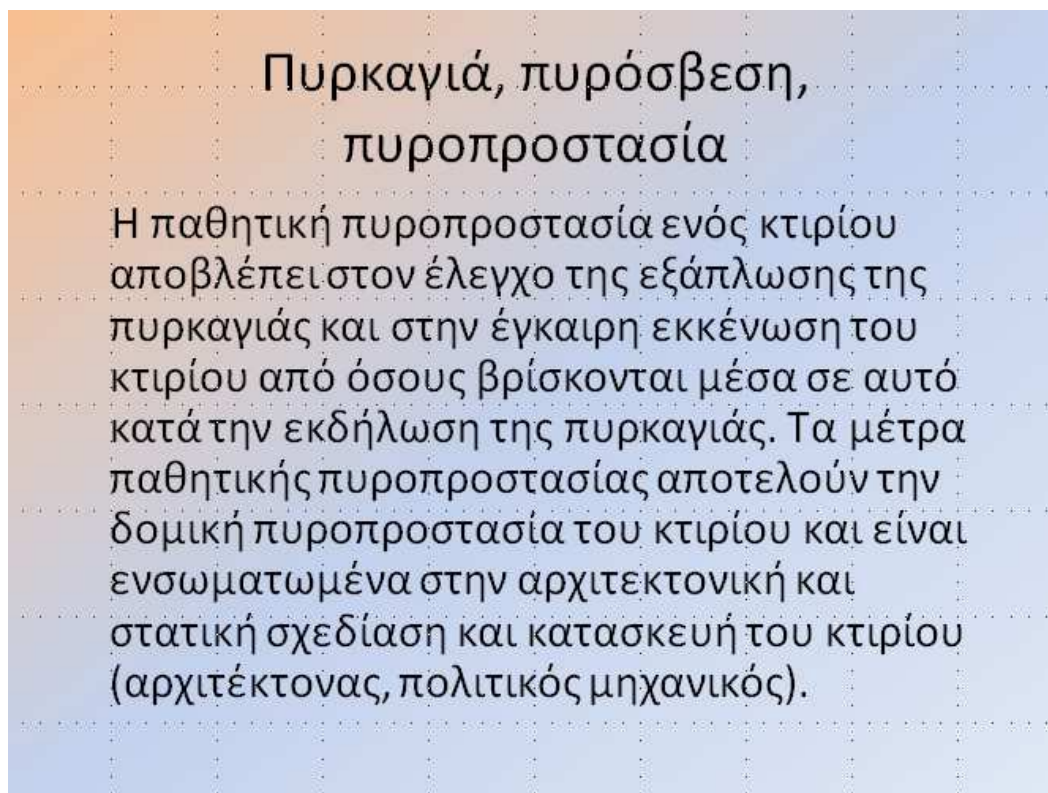 Πυρκαγιά, πυρόσβεση,
πυροπροστασία
Η παθητική πυροπροστασία ενός κτιρίου
αποβλέπει στον έλεγχο της εξάπλωσης της
πυρκαγιάς και στην έγκαιρη εκκένωση του
κτιρίου από όσους βρίσκονται μέσα σε αυτό
κατά την εκδήλωση της πυρκαγιάς. Τα μέτρα
παθητικής πυροπροστασίας αποτελούν την
δομική πυροπροστασία του κτιρίου και είναι
ενσωματωμένα στην αρχιτεκτονική και
στατική σχεδίαση και κατασκευή του κτιρίου
(αρχιτέκτονας, πολιτικός μηχανικός).